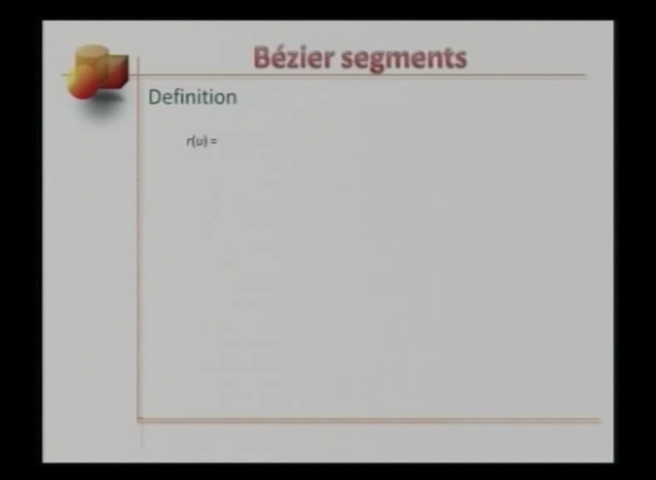 Bézier segments
Definition
r(u) =